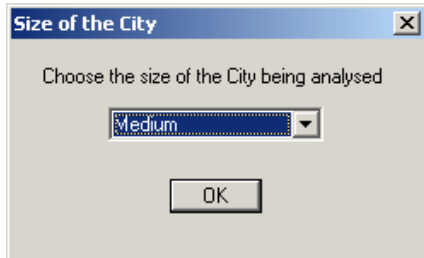 Size of the City
Choose the size of the City being analysed
Medium
OK